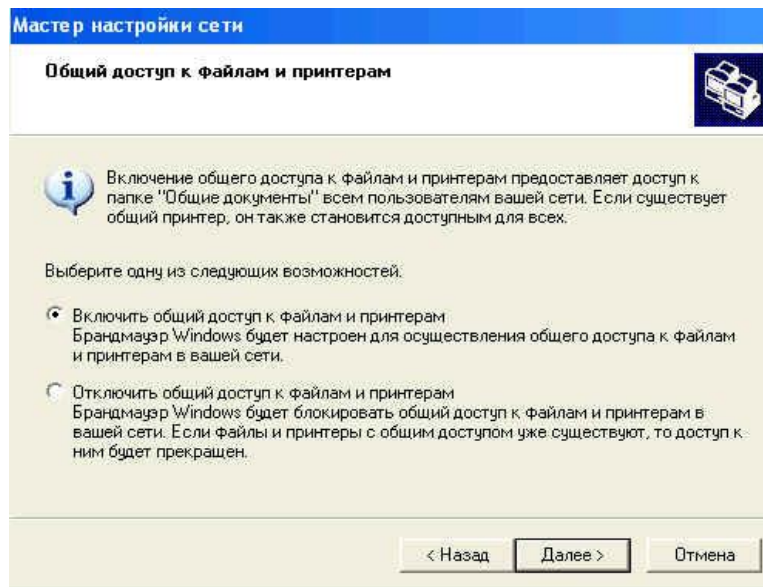 Мастер настройки сети
Общий доступ к файлам и принтерам
Включение общего доступа к файлам и принтерам предоставляет доступ к
папке "Общие документы" всем пользователям вашей сети. Если существует
общий принтер, он также становится доступным для всех.
Выберите одну из следующих возможностей:
Включить общий доступ к файлам и принтерам
Брандмауэр Windows будет настроен для осуществления общего доступа к файлам
и принтерам в вашей сети.
Отключить общий доступ к файлам и принтерам
Брандмауэр Windows будет блокировать общий доступ к файлам и принтерам в
вашей сети. Если файлы и принтеры с общим доступом уже существуют, то доступ к
ним будет прекращен.
< Назад Далее > Отмена